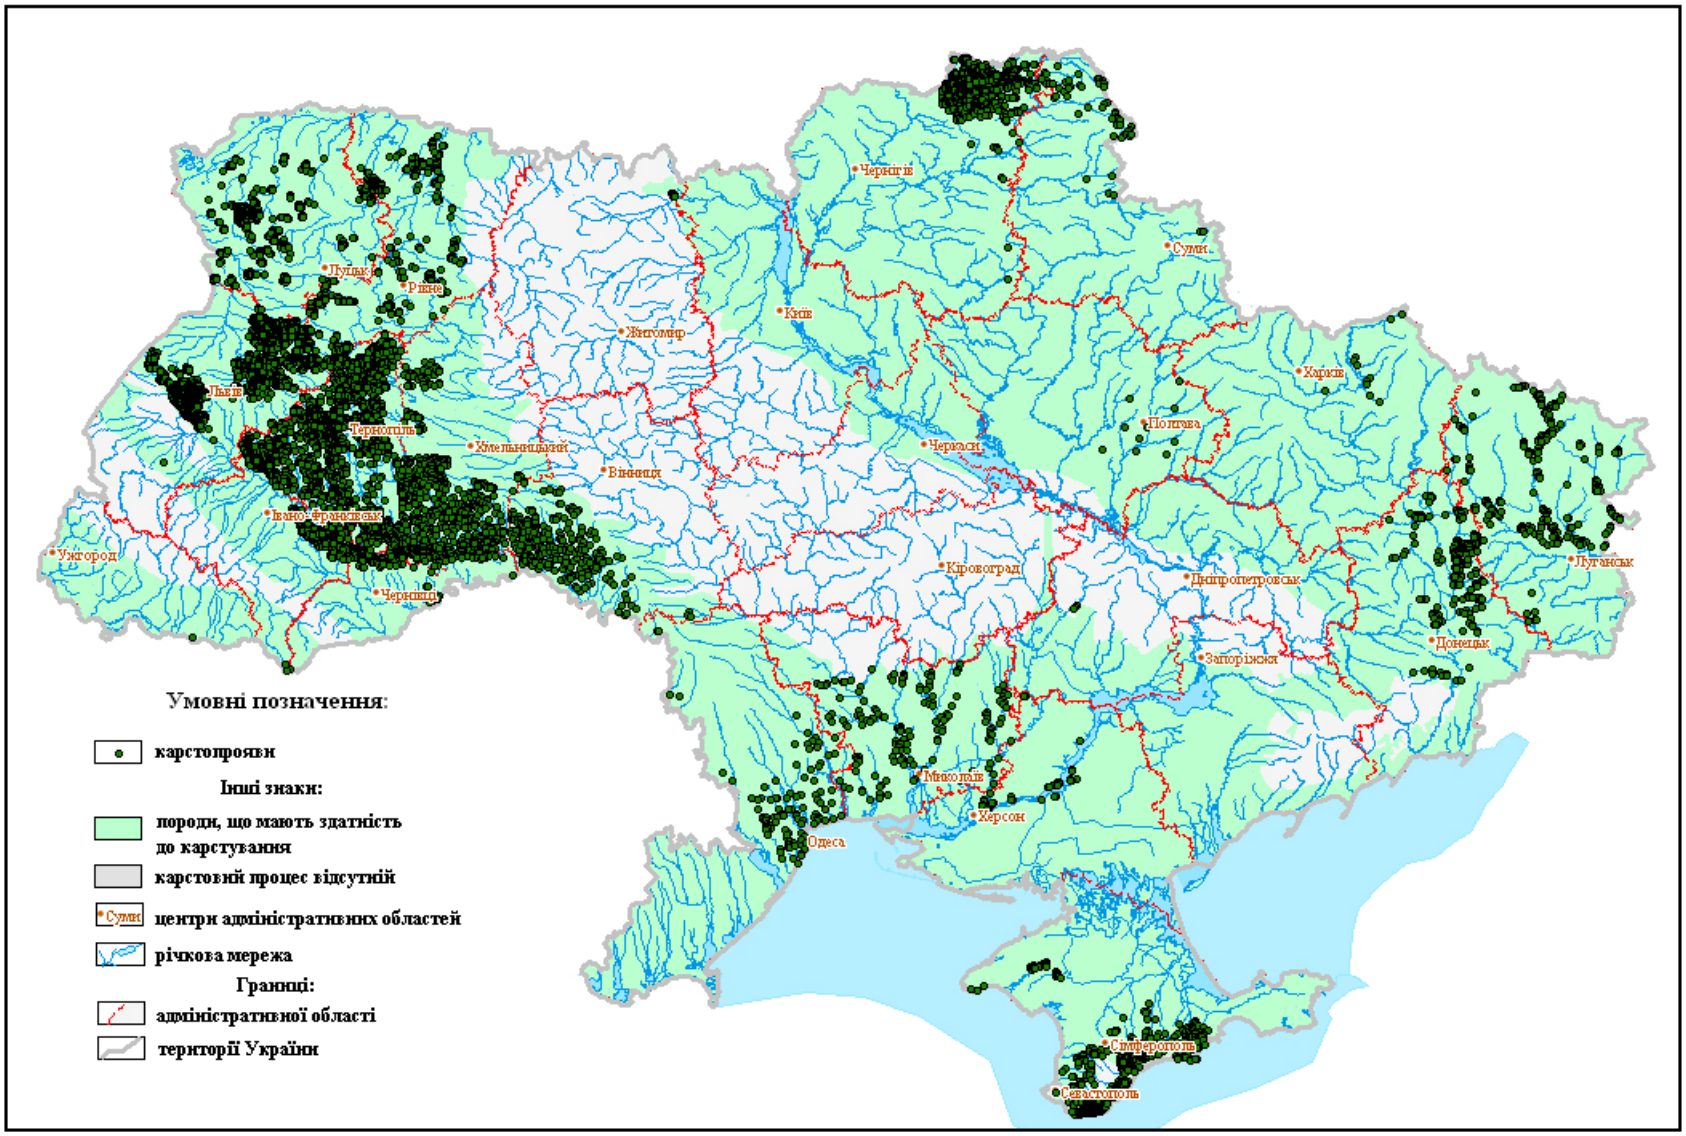 Чернігів
Суми
Луцьк
Рівне
Київ
Житомир
Харків
Львів
Полтава
Тернопіль
Хмельницький
Черкаси
Вінниця
Івано-Франківськ
Ужгород
Луганськ
Кіровоград
Дніпропетровськ
Чернівці
Донецьк
Запоріжжя
Умовні позначення:
карстопрояви
Інші знаки:
породи, що мають здатність
до карстування
карстовий процес відсутній
Суми
центри адміністративних областей
річкова мережа
Границі:
адміністративної області
території України
Миколаїв
Херсон
Одеса
Сімферополь
Севастополь